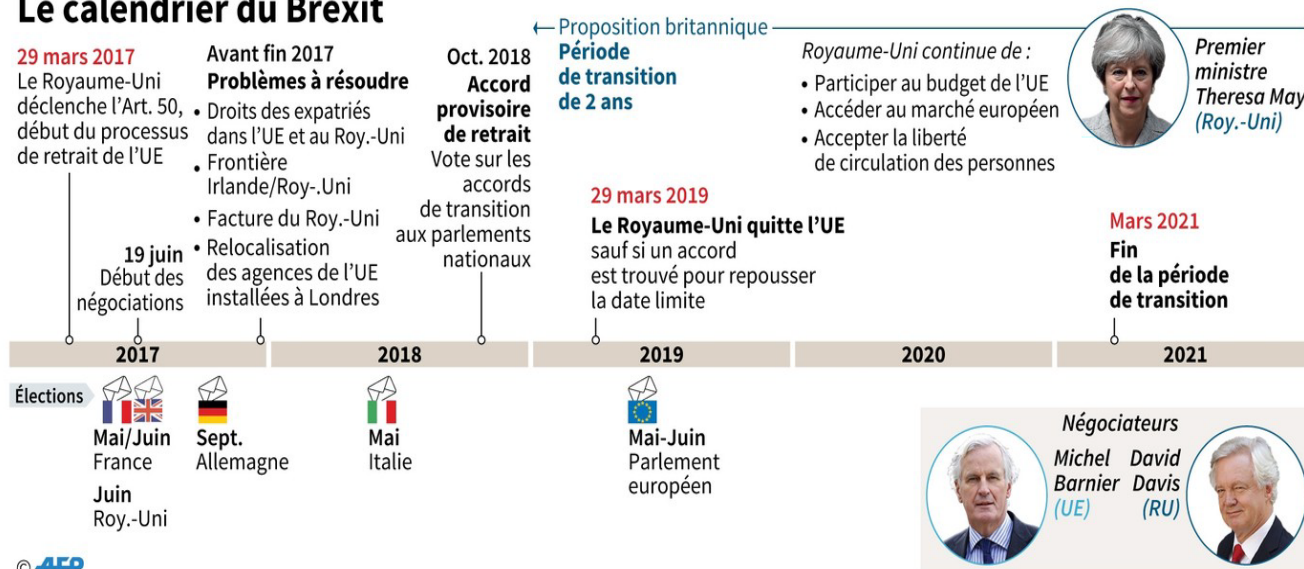 Le calendrier du Brexit
29 mars 2017
Le Royaume-Uni
déclenche l’Art. 50,
début du processus
de retrait de l’UE
19 juin
Début des
négociations
Avant fin 2017
Problèmes à résoudre
• Droits des expatriés
dans l’UE et au Roy.-Uni
• Frontière
Irlande/Roy-.Uni
• Facture du Roy.-Uni
• Relocalisation
des agences de l’UE
installées à Londres
Oct. 2018
Accord
provisoire
de retrait
Vote sur les
accords
de transition
aux parlements
nationaux
Proposition britannique
Période
de transition
de 2 ans
Royaume-Uni continue de :
• Participer au budget de l’UE
• Accéder au marché européen
• Accepter la liberté
de circulation des personnes
Premier
ministre
Theresa May
(Roy.-Uni)
29 mars 2019
Le Royaume-Uni quitte l’UE
sauf si un accord
est trouvé pour repousser
la date limite
Mars 2021
Fin
de la période
de transition
2017 2018 2019 2020 2021
Élections
Mai/Juin
France
Juin
Roy.-Uni
Sept.
Allemagne
Mai
Italie
Mai-Juin
Parlement
européen
Négociateurs
Michel
Barnier
(UE)
David
Davis
(RU)
© AFP